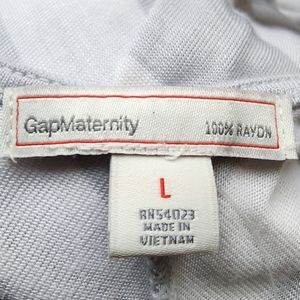 GapMaternity 100% RAYON
L
RN54023
MADE IN
VIETNAM